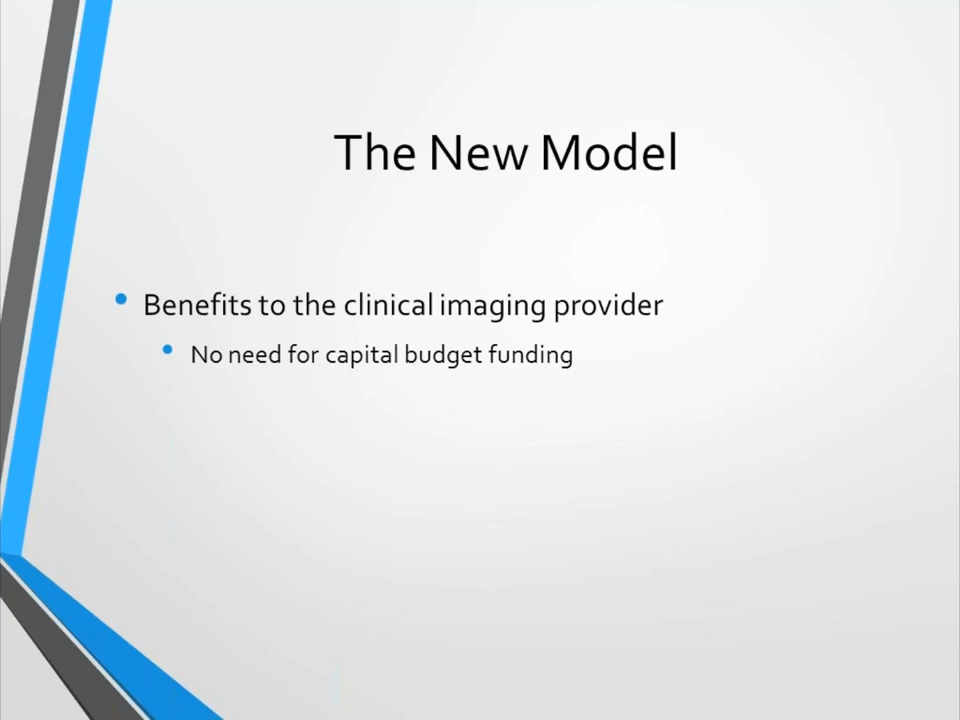 The New Model
• Benefits to the clinical imaging provider
• No need for capital budget funding